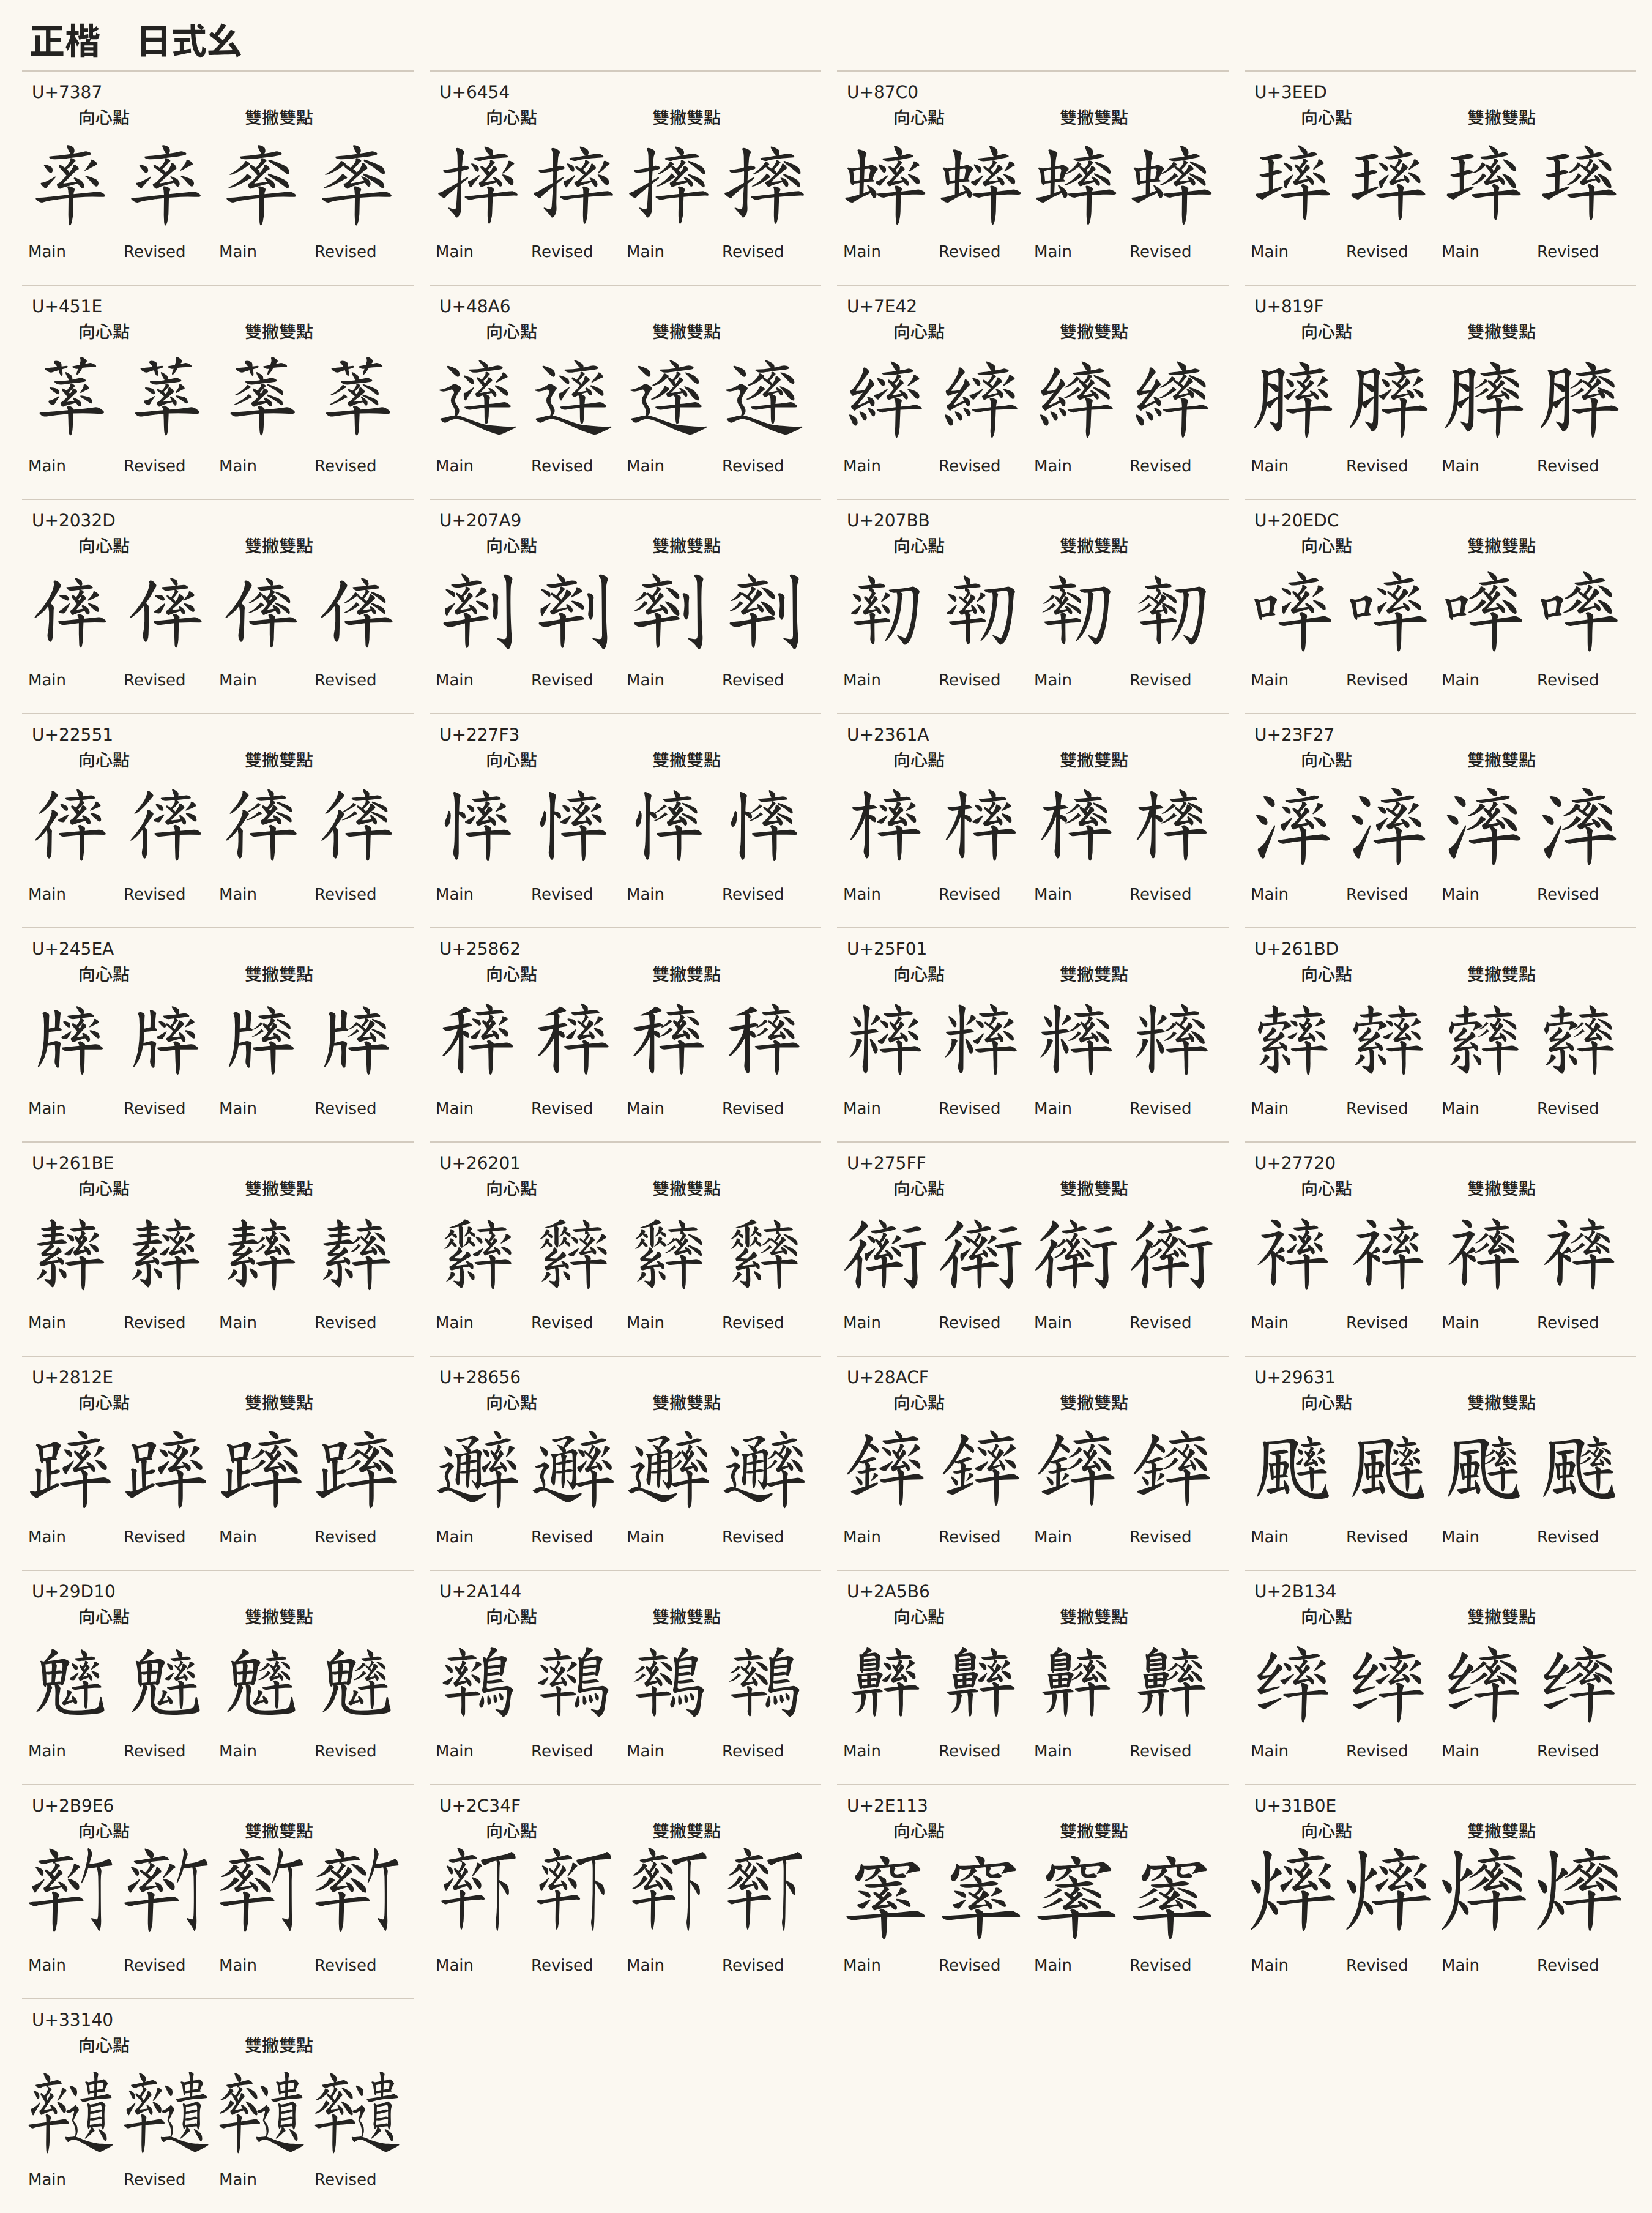 正楷　日式幺
U+7387
向心點 雙撇雙點
率 率 率 率
Main Revised Main Revised
U+6454
向心點 雙撇雙點
摔 摔 摔 摔
Main Revised Main Revised
U+87C0
向心點 雙撇雙點
蟀 蟀 蟀 蟀
Main Revised Main Revised
U+3EED
向心點 雙撇雙點
㻭 㻭 㻭 㻭
Main Revised Main Revised
U+451E
向心點 雙撇雙點
䔞 䔞 䔞 䔞
Main Revised Main Revised
U+48A6
向心點 雙撇雙點
䢦 䢦 䢦 䢦
Main Revised Main Revised
U+7E42
向心點 雙撇雙點
繂 繂 繂 繂
Main Revised Main Revised
U+819F
向心點 雙撇雙點
膟 膟 膟 膟
Main Revised Main Revised
U+2032D
向心點 雙撇雙點
𠌭 𠌭 𠌭 𠌭
Main Revised Main Revised
U+207A9
向心點 雙撇雙點
𠞩 𠞩 𠞩 𠞩
Main Revised Main Revised
U+207BB
向心點 雙撇雙點
𠞻 𠞻 𠞻 𠞻
Main Revised Main Revised
U+20EDC
向心點 雙撇雙點
𠻜 𠻜 𠻜 𠻜
Main Revised Main Revised
U+22551
向心點 雙撇雙點
𢕑 𢕑 𢕑 𢕑
Main Revised Main Revised
U+227F3
向心點 雙撇雙點
𢟳 𢟳 𢟳 𢟳
Main Revised Main Revised
U+2361A
向心點 雙撇雙點
𣘚 𣘚 𣘚 𣘚
Main Revised Main Revised
U+23F27
向心點 雙撇雙點
𣼧 𣼧 𣼧 𣼧
Main Revised Main Revised
U+245EA
向心點 雙撇雙點
𤗪 𤗪 𤗪 𤗪
Main Revised Main Revised
U+25862
向心點 雙撇雙點
𥡢 𥡢 𥡢 𥡢
Main Revised Main Revised
U+25F01
向心點 雙撇雙點
𥼁 𥼁 𥼁 𥼁
Main Revised Main Revised
U+261BD
向心點 雙撇雙點
𦆽 𦆽 𦆽 𦆽
Main Revised Main Revised
U+261BE
向心點 雙撇雙點
𦆾 𦆾 𦆾 𦆾
Main Revised Main Revised
U+26201
向心點 雙撇雙點
𦈁 𦈁 𦈁 𦈁
Main Revised Main Revised
U+275FF
向心點 雙撇雙點
𧗿 𧗿 𧗿 𧗿
Main Revised Main Revised
U+27720
向心點 雙撇雙點
𧜠 𧜠 𧜠 𧜠
Main Revised Main Revised
U+2812E
向心點 雙撇雙點
𨄮 𨄮 𨄮 𨄮
Main Revised Main Revised
U+28656
向心點 雙撇雙點
𨙖 𨙖 𨙖 𨙖
Main Revised Main Revised
U+28ACF
向心點 雙撇雙點
𨫏 𨫏 𨫏 𨫏
Main Revised Main Revised
U+29631
向心點 雙撇雙點
𩘱 𩘱 𩘱 𩘱
Main Revised Main Revised
U+29D10
向心點 雙撇雙點
𩴐 𩴐 𩴐 𩴐
Main Revised Main Revised
U+2A144
向心點 雙撇雙點
𪅄 𪅄 𪅄 𪅄
Main Revised Main Revised
U+2A5B6
向心點 雙撇雙點
𪖶 𪖶 𪖶 𪖶
Main Revised Main Revised
U+2B134
向心點 雙撇雙點
𫄴 𫄴 𫄴 𫄴
Main Revised Main Revised
U+2B9E6
向心點 雙撇雙點
𫧦 𫧦 𫧦 𫧦
Main Revised Main Revised
U+2C34F
向心點 雙撇雙點
𬍏 𬍏 𬍏 𬍏
Main Revised Main Revised
U+2E113
向心點 雙撇雙點
𮄓 𮄓 𮄓 𮄓
Main Revised Main Revised
U+31B0E
向心點 雙撇雙點
𱬎 𱬎 𱬎 𱬎
Main Revised Main Revised
U+33140
向心點 雙撇雙點
𳅀 𳅀 𳅀 𳅀
Main Revised Main Revised